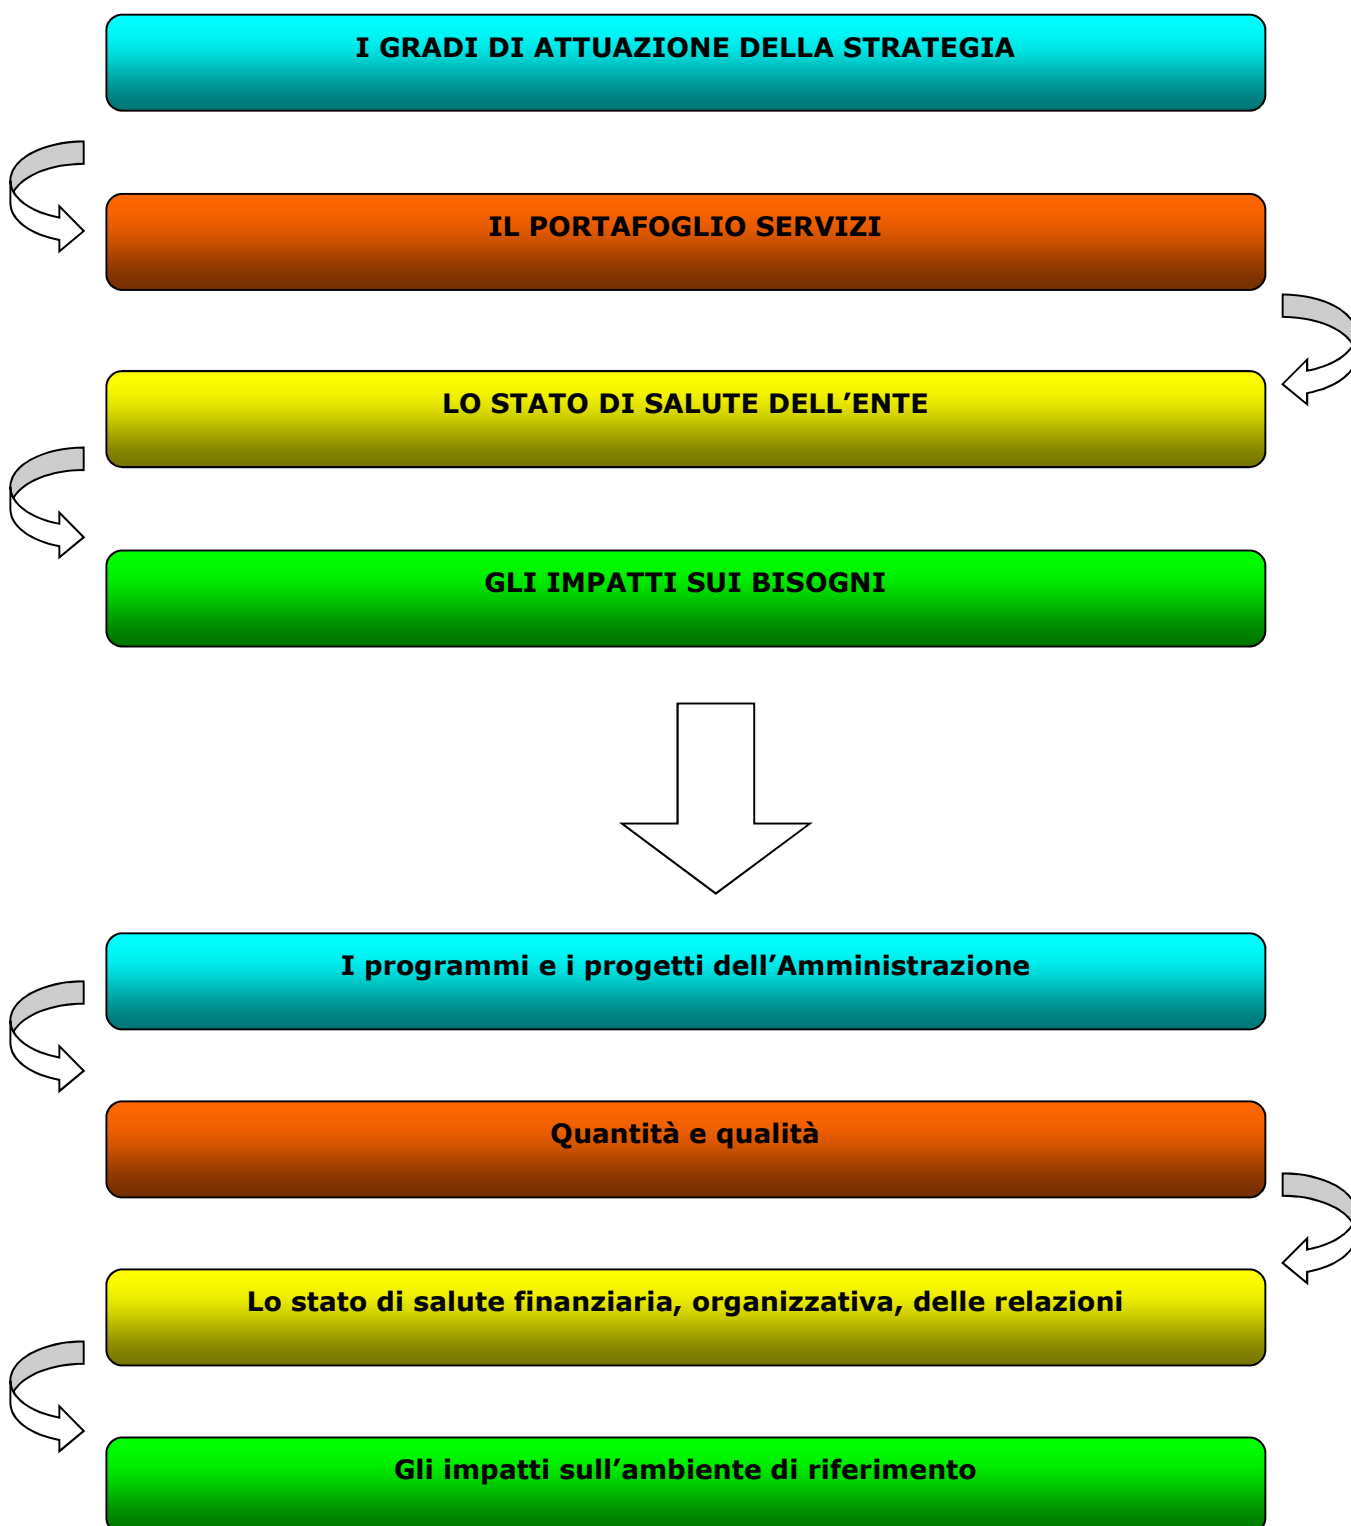 I GRADI DI ATTUAZIONE DELLA STRATEGIA
IL PORTAFOGLIO SERVIZI
LO STATO DI SALUTE DELL’ENTE
GLI IMPATTI SUI BISOGNI
I programmi e i progetti dell’Amministrazione
Quantità e qualità
Lo stato di salute finanziaria, organizzativa, delle relazioni
Gli impatti sull’ambiente di riferimento